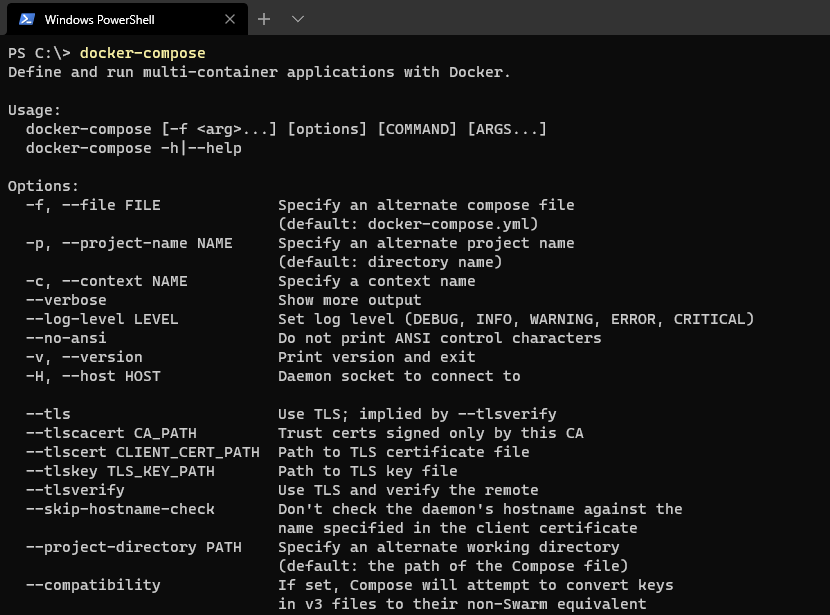 Windows PowerShell
PS C:\> docker-compose
Define and run multi-container applications with Docker.
Usage:
  docker-compose [-f <arg>...] [options] [COMMAND] [ARGS...]
  docker-compose -h|--help
Options:
  -f, --file FILE             Specify an alternate compose file
                              (default: docker-compose.yml)
  -p, --project-name NAME     Specify an alternate project name
                              (default: directory name)
  -c, --context NAME          Specify a context name
  --verbose                   Show more output
  --log-level LEVEL           Set log level (DEBUG, INFO, WARNING, ERROR, CRITICAL)
  --no-ansi                   Do not print ANSI control characters
  -v, --version               Print version and exit
  -H, --host HOST             Daemon socket to connect to
  --tls                       Use TLS; implied by --tlsverify
  --tlscacert CA_PATH         Trust certs signed only by this CA
  --tlscert CLIENT_CERT_PATH  Path to TLS certificate file
  --tlskey TLS_KEY_PATH       Path to TLS key file
  --tlsverify                 Use TLS and verify the remote
  --skip-hostname-check       Don't check the daemon's hostname against the
                              name specified in the client certificate
  --project-directory PATH    Specify an alternate working directory
                              (default: the path of the Compose file)
  --compatibility             If set, Compose will attempt to convert keys
                              in v3 files to their non-Swarm equivalent